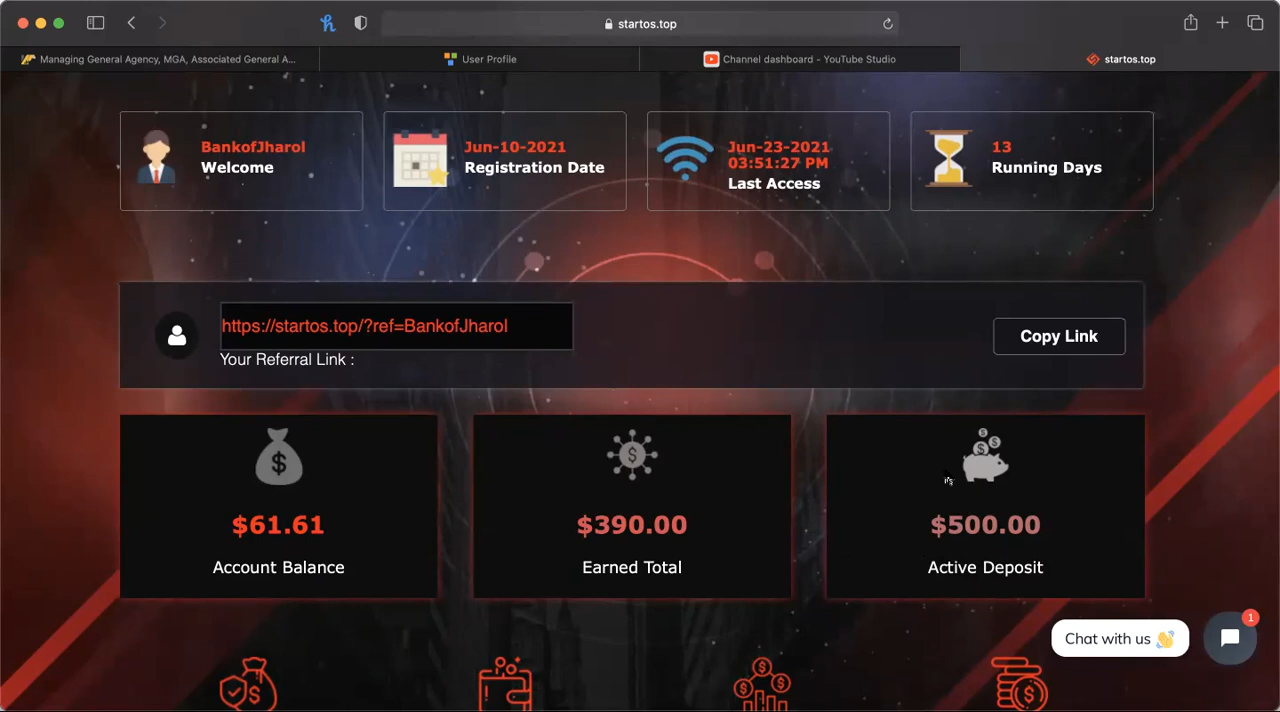 startos.top
Managing General Agency, MGA, Associated General A...
User Profile
Channel dashboard - YouTube Studio
startos.top
BankofJharol
Welcome
Jun-10-2021
Registration Date
Jun-23-2021
03:51:27 PM
Last Access
13
Running Days
https://startos.top/?ref=BankofJharol
Your Referral Link :
Copy Link
$61.61
Account Balance
$390.00
Earned Total
$500.00
Active Deposit
Chat with us 👋
1